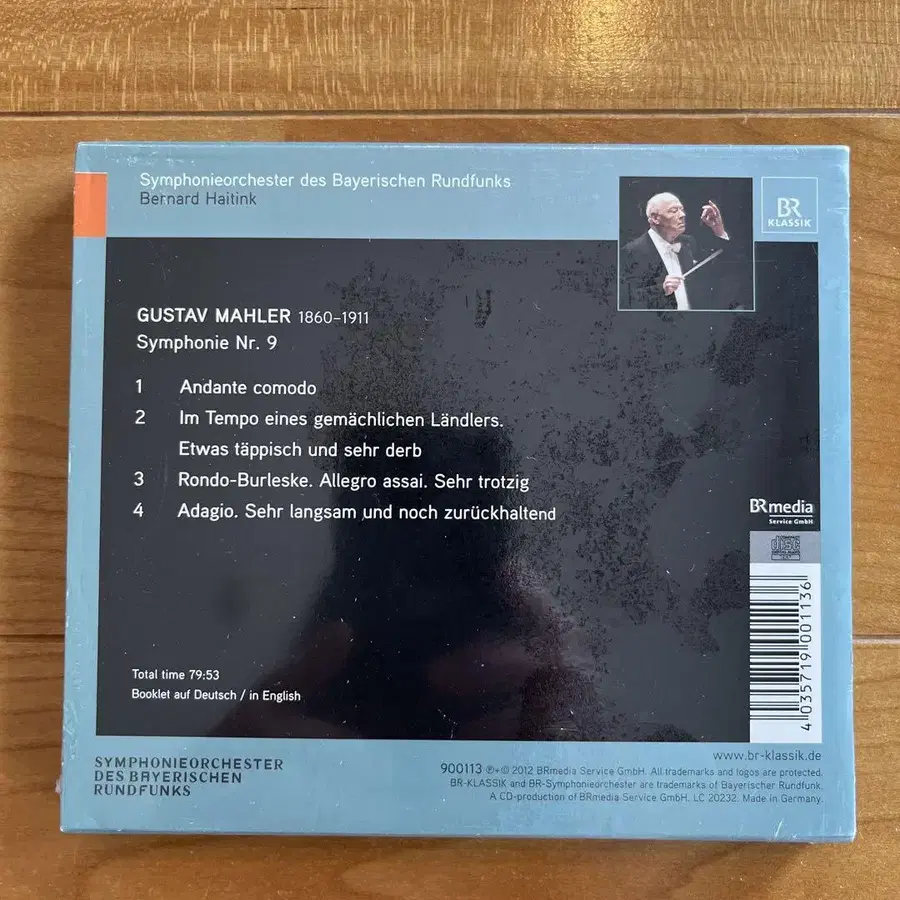 Symphonieorchester des Bayerischen Rundfunks
Bernard Haitink
BR
KLASSIK
GUSTAV MAHLER 1860–1911
Symphonie Nr. 9
1 Andante comodo
2 Im Tempo eines gemächlichen Ländlers.
Etwas täppisch und sehr derb
3 Rondo-Burleske. Allegro assai. Sehr trotzig
4 Adagio. Sehr langsam und noch zurückhaltend
BRmedia
Service GmbH
disc
4 035719 001136
Total time 79:53
Booklet auf Deutsch / in English
SYMPHONIEORCHESTER
DES BAYERISCHEN
RUNDFUNKS
www.br-klassik.de
900113 ℗+© 2012 BRmedia Service GmbH. All trademarks and logos are protected.
BR-KLASSIK and BR-Symphonieorchester are trademarks of Bayerischer Rundfunk.
A CD-production of BRmedia Service GmbH. LC 20232. Made in Germany.